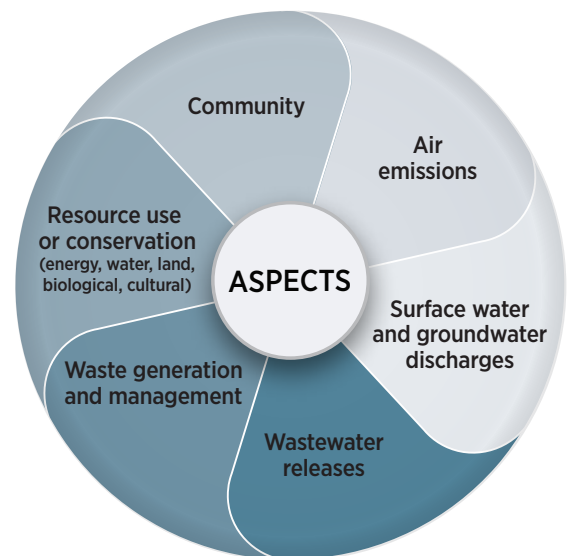 Community
Air
emissions
Resource use
or conservation
(energy, water, land,
biological, cultural)
ASPECTS
Surface water
and groundwater
discharges
Waste generation
and management
Wastewater
releases